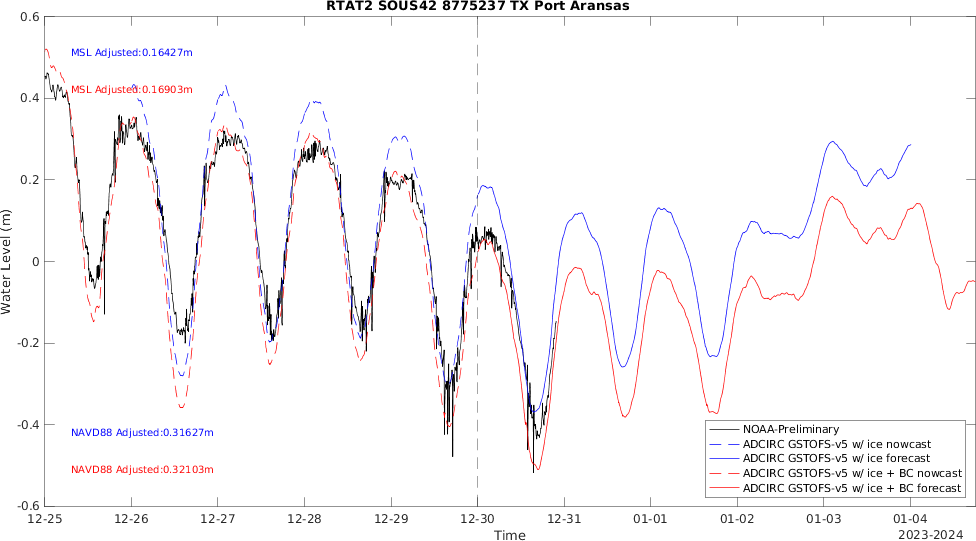 RTAT2 SOUS42 8775237 TX Port Aransas
0.6
MSL Adjusted:0.16427m
0.4
MSL Adjusted:0.16903m
0.2
Water Level (m)
0
-0.2
-0.4
NAVD88 Adjusted:0.31627m
NAVD88 Adjusted:0.32103m
-0.6
NOAA-Preliminary
ADCIRC GSTOFS-v5 w/ ice nowcast
ADCIRC GSTOFS-v5 w/ ice forecast
ADCIRC GSTOFS-v5 w/ ice + BC nowcast
ADCIRC GSTOFS-v5 w/ ice + BC forecast
12-25 12-26 12-27 12-28 12-29 12-30 12-31 01-01 01-02 01-03 01-04
Time
2023-2024